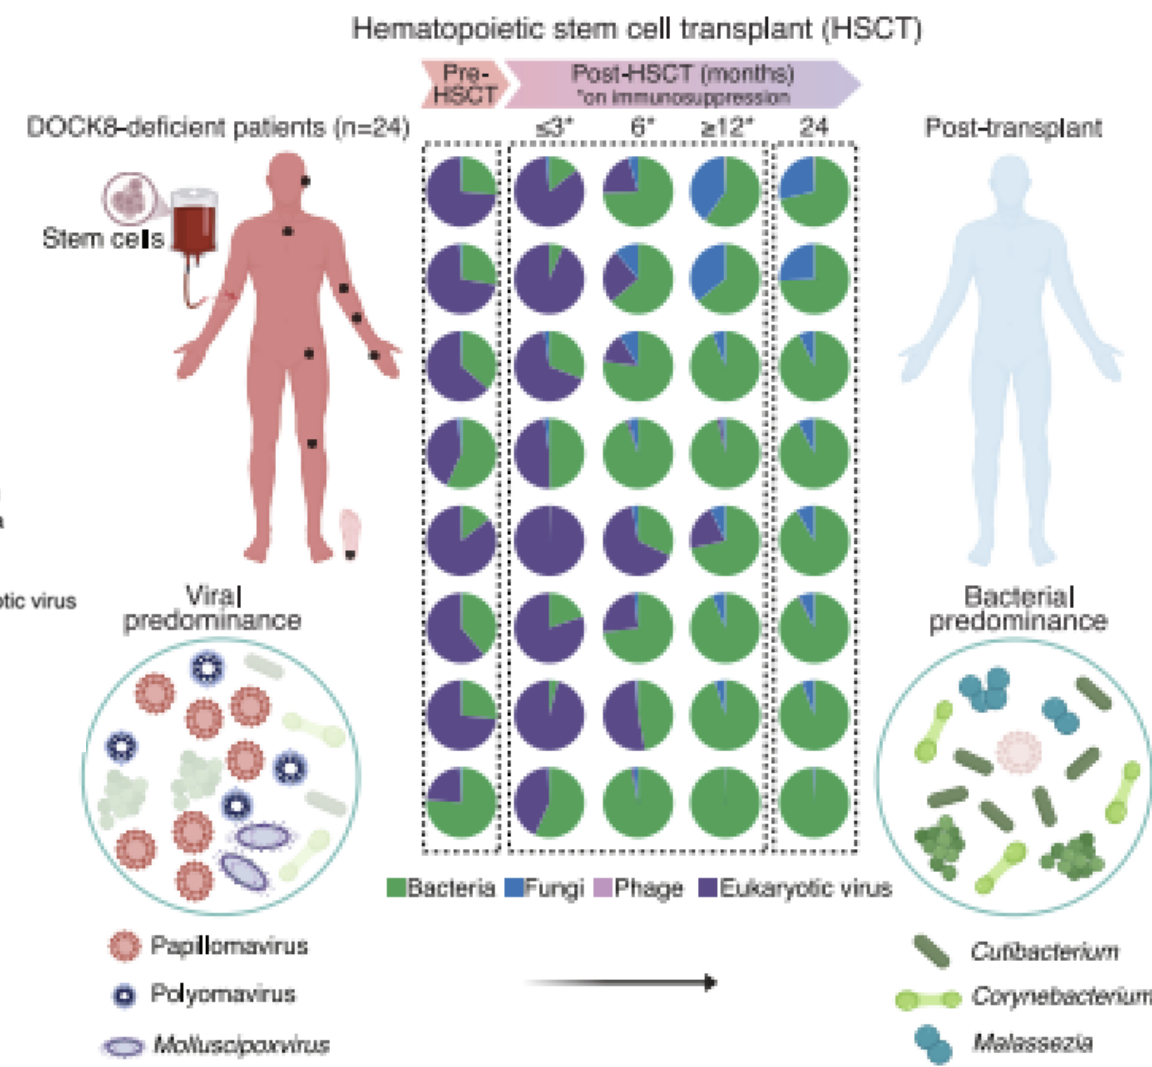 Hematopoietic stem cell transplant (HSCT)
Pre-
HSCT
Post-HSCT (months)
*on immunosuppression
DOCK8-deficient patients (n=24)
≤3*
6*
≥12*
24
Post-transplant
Stem cells
otic virus
Viral
predominance
Bacterial
predominance
Bacteria
Fungi
Phage
Eukaryotic virus
Papillomavirus
Polyomavirus
Molluscipoxvirus
Cutibacterium
Corynebacterium
Malassezia